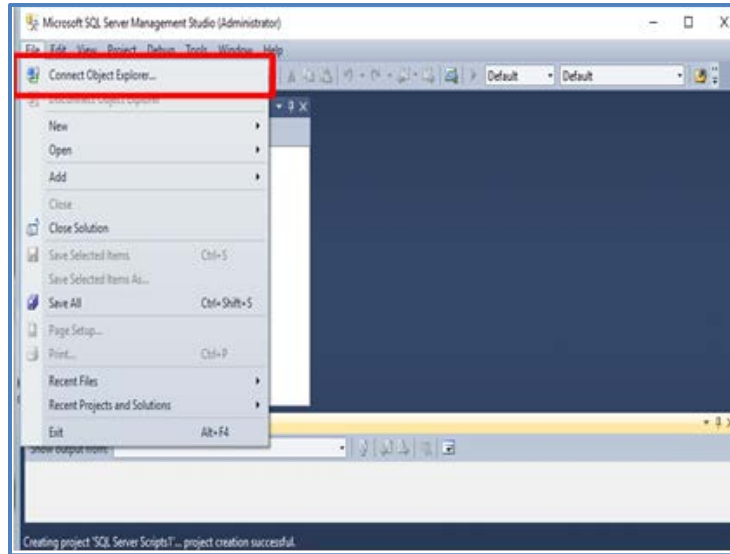 Microsoft SQL Server Management Studio (Administrator)
File Edit View Project Debug Tools Window Help
Connect Object Explorer...
Default Default
Disconnect Object Explorer
New
Open
Add
Close
Close Solution
Save Selected Items Ctrl+S
Save Selected Items As...
Save All Ctrl+Shift+S
Page Setup...
Print... Ctrl+P
Recent Files
Recent Projects and Solutions
Exit Alt+F4
Show output from:
Creating project 'SQL Server Scripts1'... project creation successful.